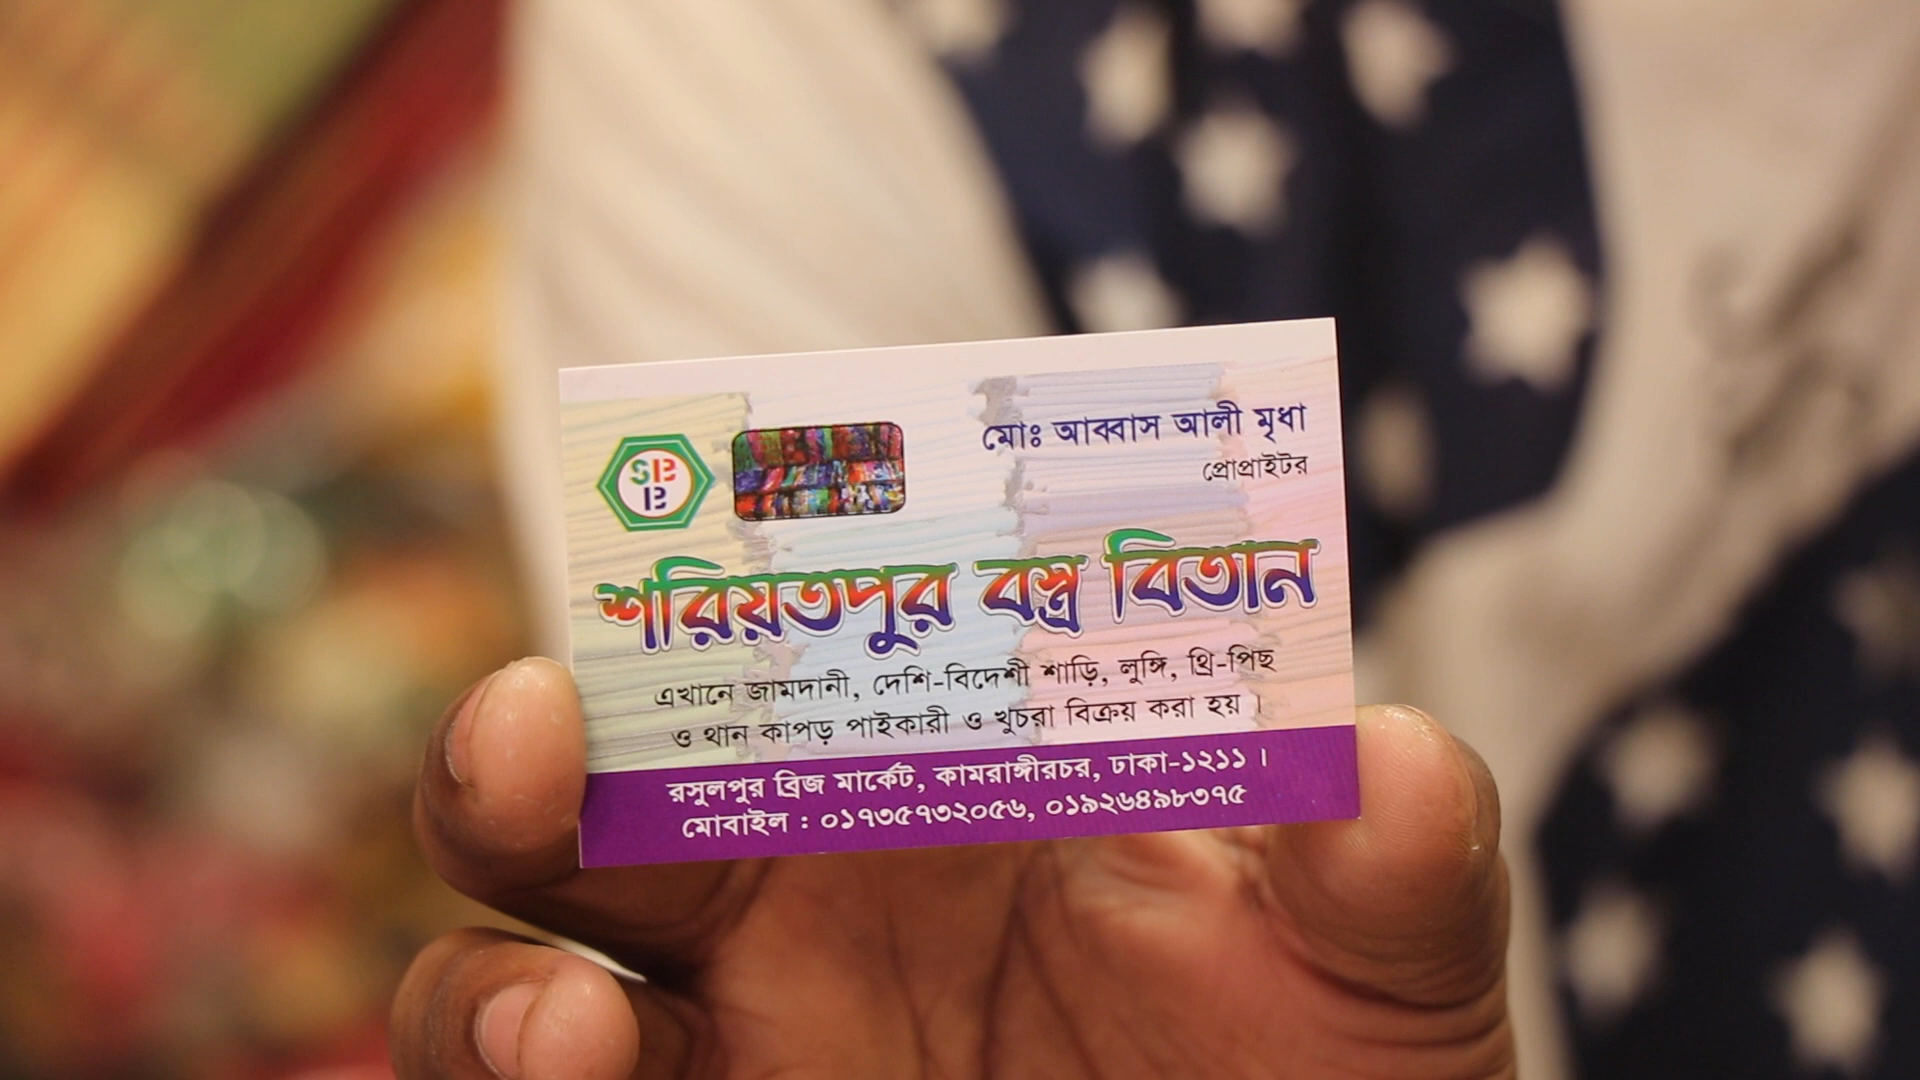 SB
B
মোঃ আব্বাস আলী মৃধা
প্রোপ্রাইটর
শরিয়তপুর বস্ত্র বিতান
এখানে জামদানী, দেশি-বিদেশী শাড়ি, লুঙ্গি, থ্রি-পিছ
ও থান কাপড় পাইকারী ও খুচরা বিক্রয় করা হয় ।
রসুলপুর ব্রিজ মার্কেট, কামরাঙ্গীরচর, ঢাকা-১২১১ ।
মোবাইল : ০১৭৩৫৭৩২০৫৬, ০১৯২৬৪৯৮৩৭৫